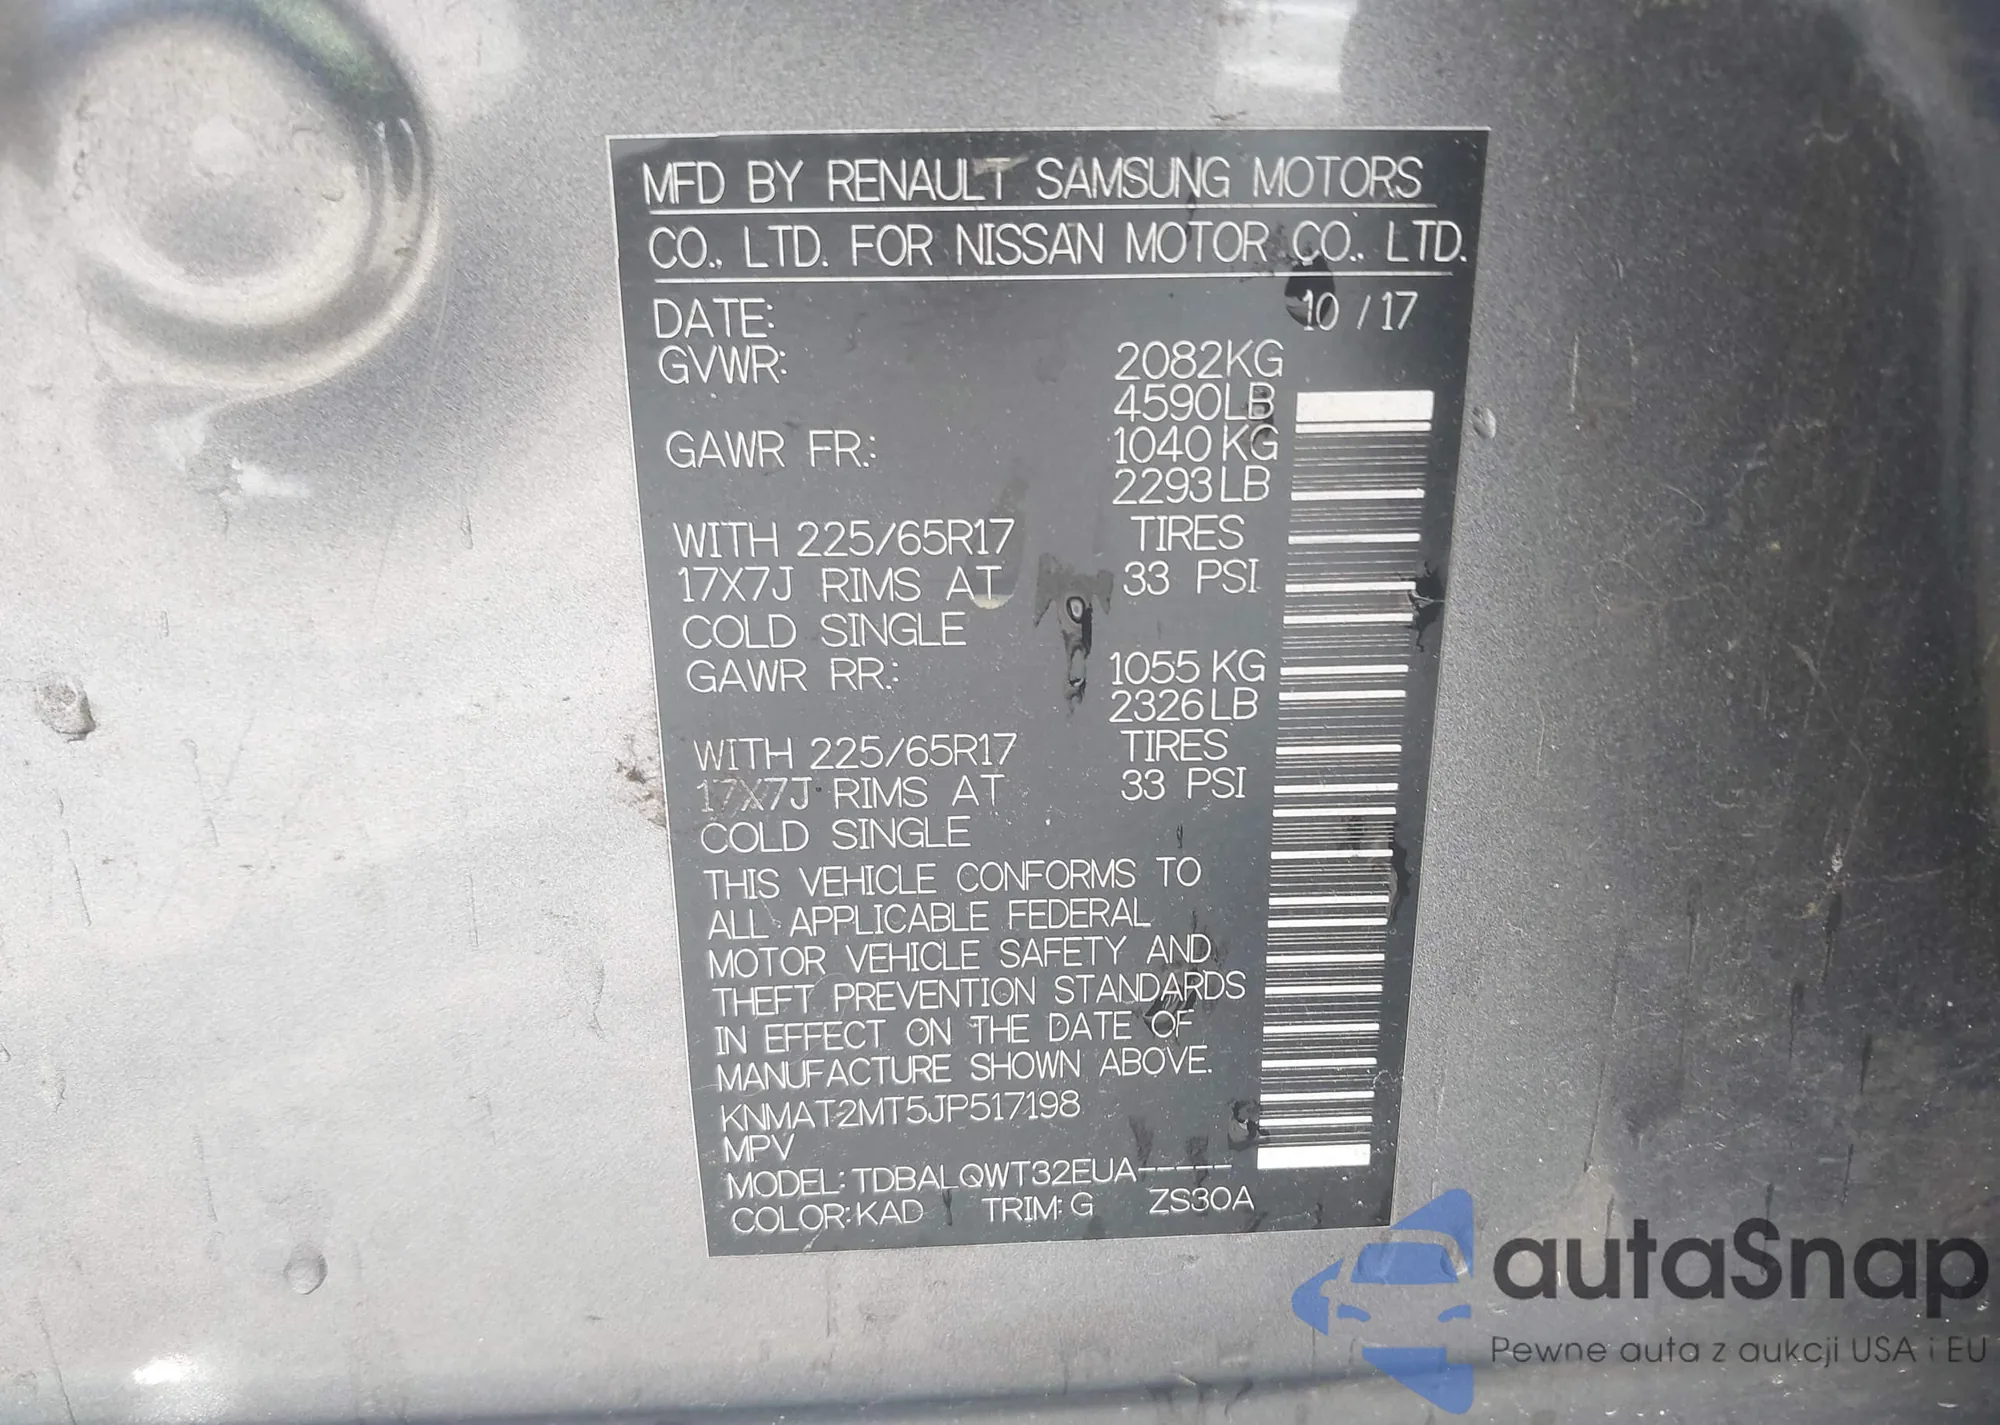 MFD BY RENAULT SAMSUNG MOTORS
CO., LTD. FOR NISSAN MOTOR CO., LTD.
DATE: 10 / 17
GVWR: 2082KG
4590LB
GAWR FR.: 1040 KG
2293LB
WITH 225/65R17 TIRES
17X7J RIMS AT 33 PSI
COLD SINGLE
GAWR RR.: 1055 KG
2326LB
WITH 225/65R17 TIRES
17X7J RIMS AT 33 PSI
COLD SINGLE
THIS VEHICLE CONFORMS TO
ALL APPLICABLE FEDERAL
MOTOR VEHICLE SAFETY AND
THEFT PREVENTION STANDARDS
IN EFFECT ON THE DATE OF
MANUFACTURE SHOWN ABOVE.
KNMAT2MT5JP517198
MPV
MODEL: TDBALQWT32EUA-----
COLOR: KAD TRIM: G ZS30A
autaSnap
Pewne auta z aukcji USA i EU